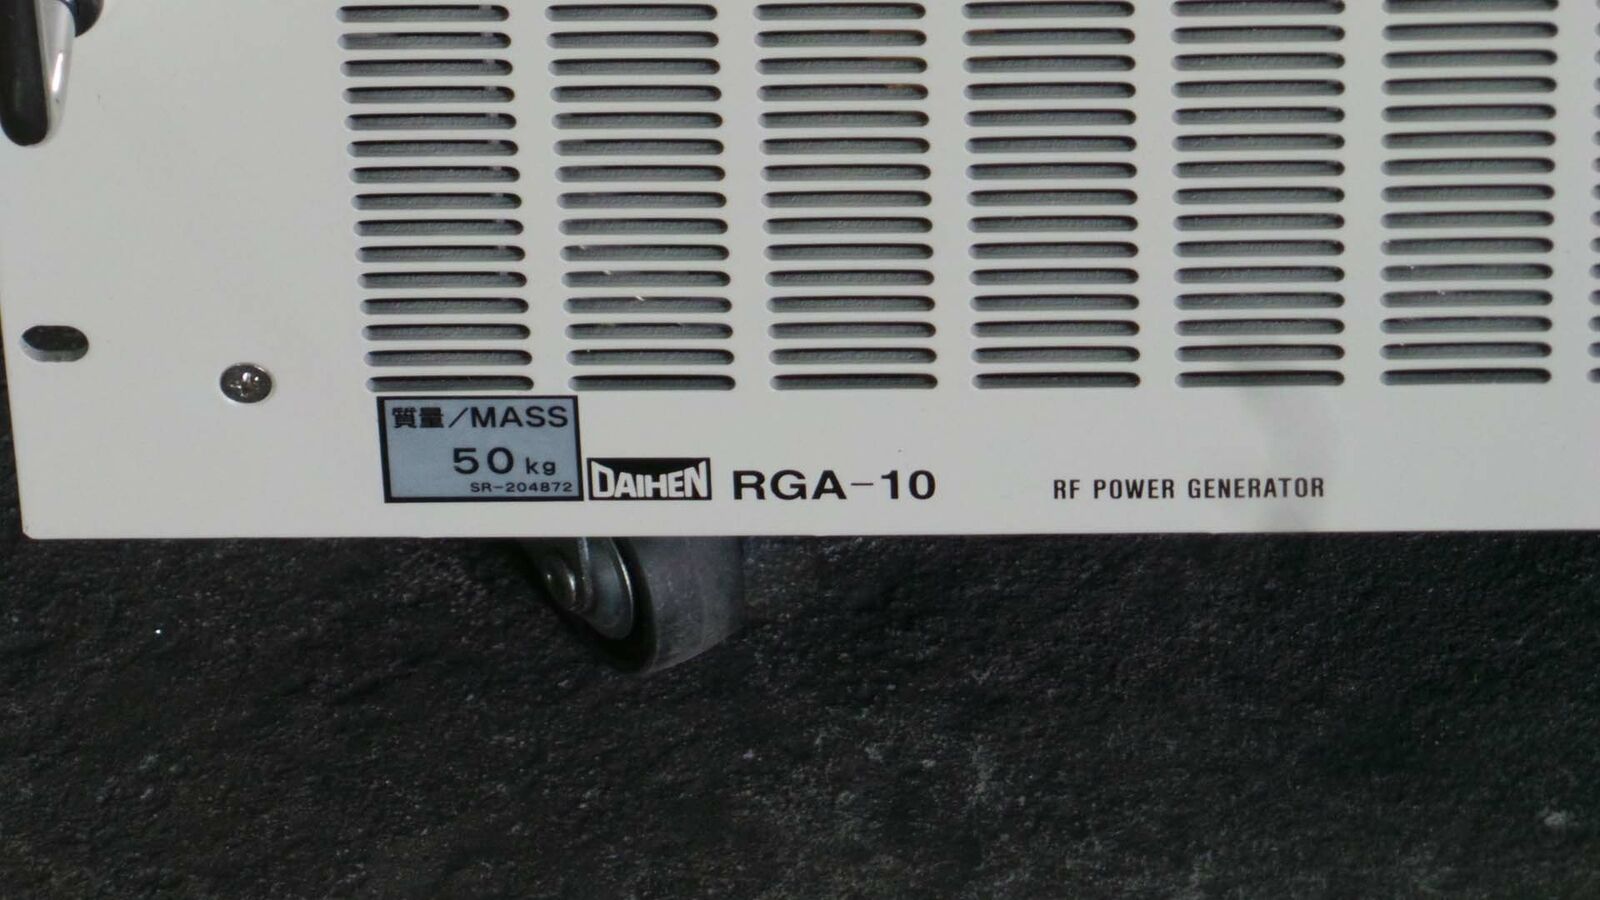 質量/MASS
50 kg
SR-204872
DAIHEN RGA-10 RF POWER GENERATOR